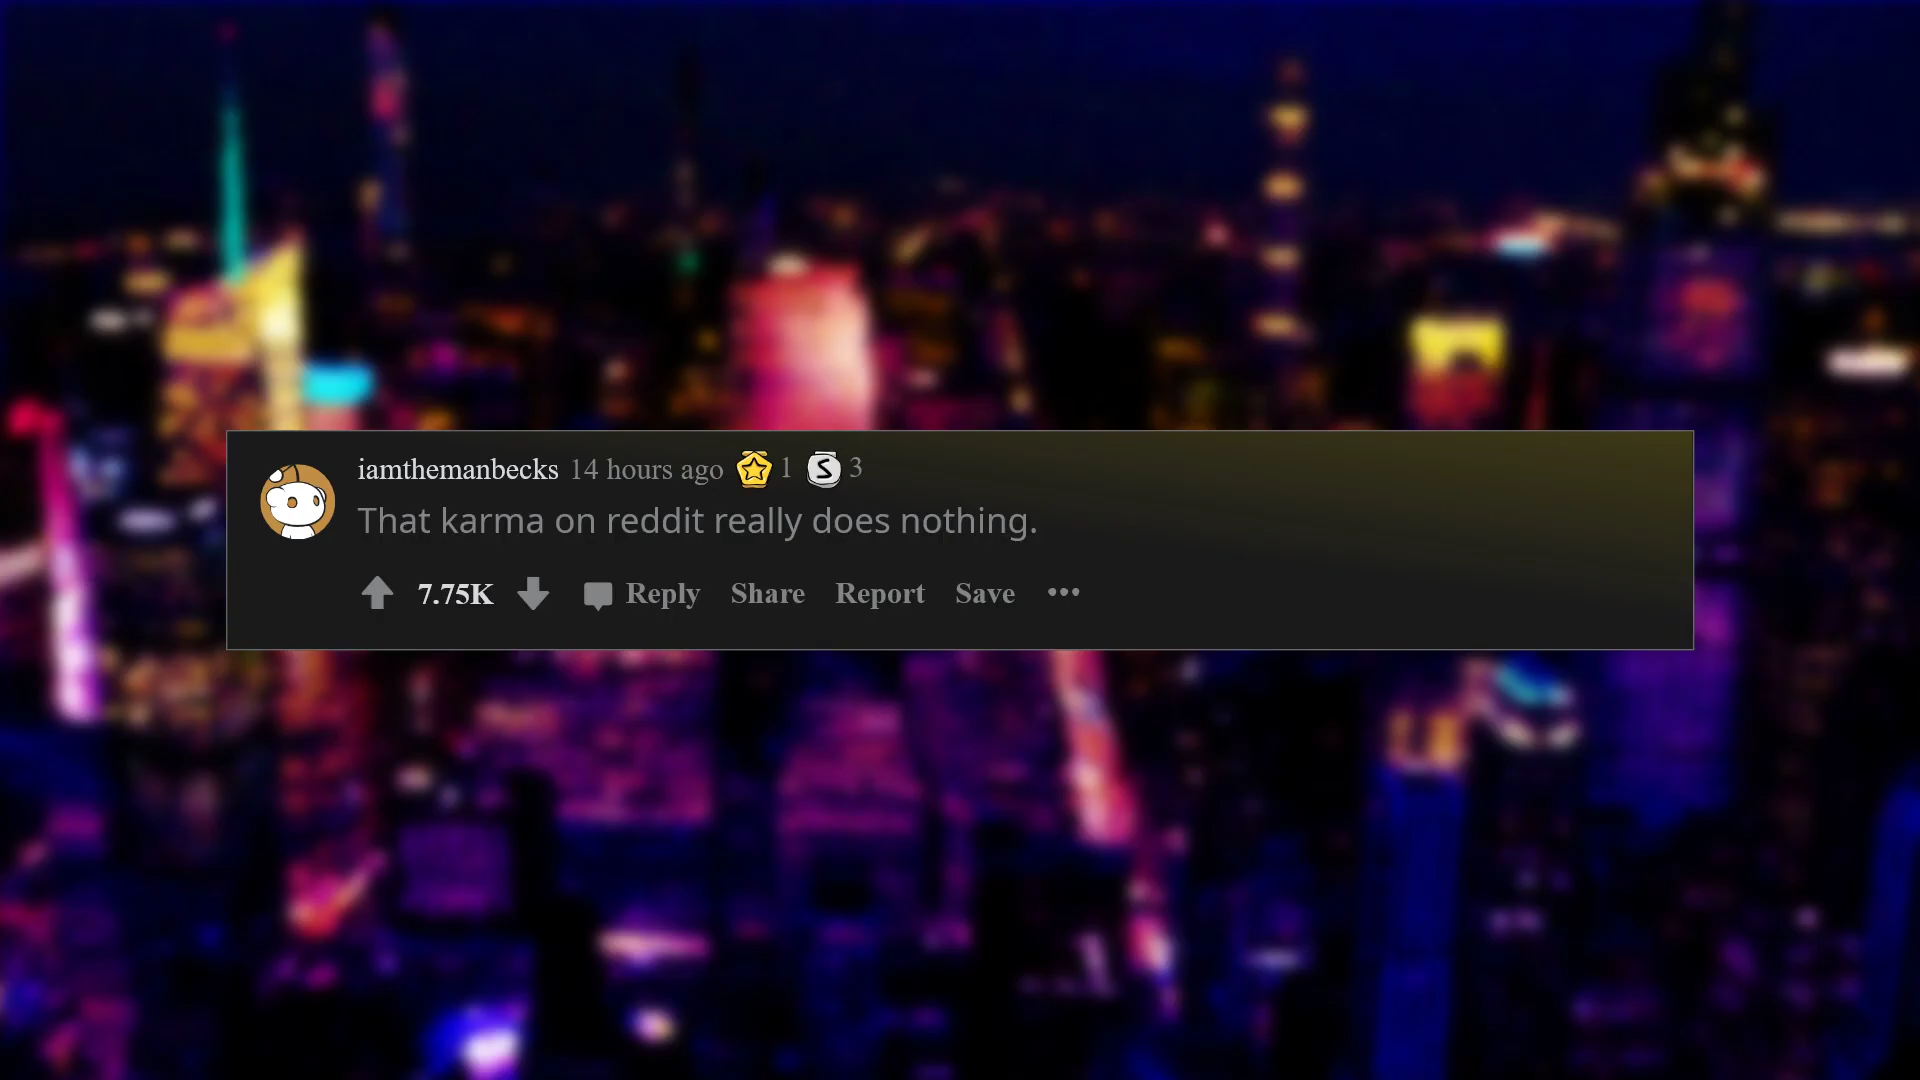 iamthemanbecks 14 hours ago 1 S 3
That karma on reddit really does nothing.
7.75K Reply Share Report Save •••